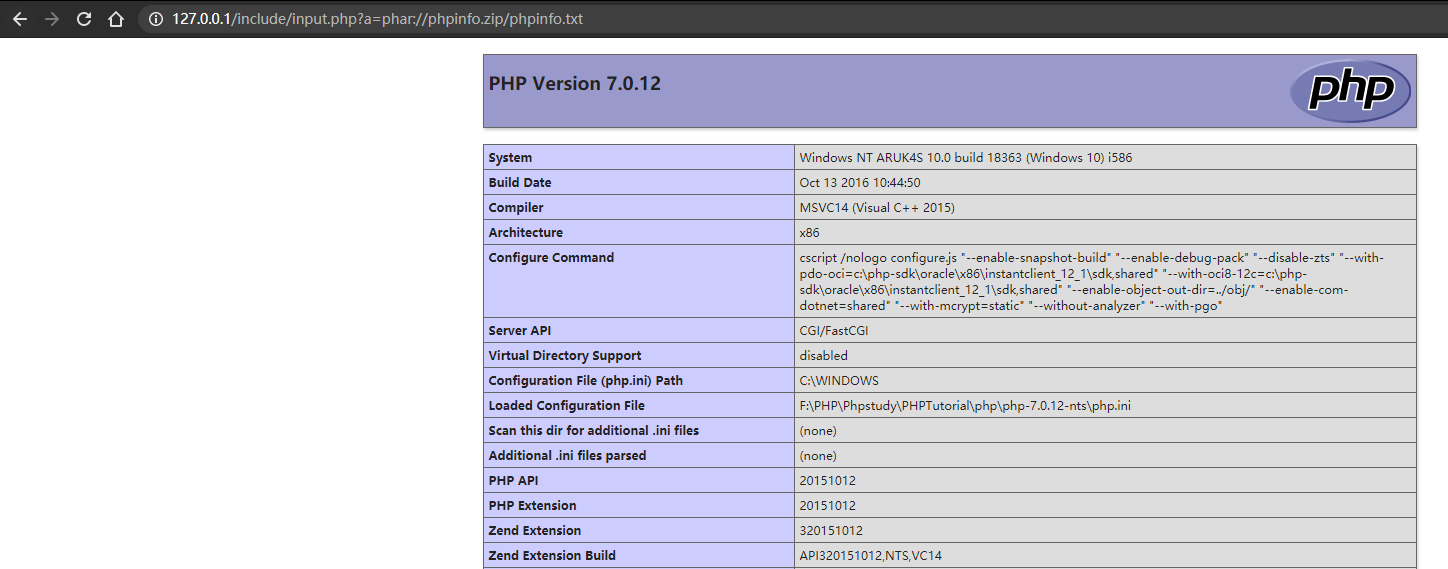 127.0.0.1/include/input.php?a=phar://phpinfo.zip/phpinfo.txt
PHP Version 7.0.12
php
System Windows NT ARUK4S 10.0 build 18363 (Windows 10) i586
Build Date Oct 13 2016 10:44:50
Compiler MSVC14 (Visual C++ 2015)
Architecture x86
Configure Command cscript /nologo configure.js "--enable-snapshot-build" "--enable-debug-pack" "--disable-zts" "--with-
pdo-oci=c:\php-sdk\oracle\x86\instantclient_12_1\sdk,shared" "--with-oci8-12c=c:\php-
sdk\oracle\x86\instantclient_12_1\sdk,shared" "--enable-object-out-dir=../obj/" "--enable-com-
dotnet=shared" "--with-mcrypt=static" "--without-analyzer" "--with-pgo"
Server API CGI/FastCGI
Virtual Directory Support disabled
Configuration File (php.ini) Path C:\WINDOWS
Loaded Configuration File F:\PHP\Phpstudy\PHPTutorial\php\php-7.0.12-nts\php.ini
Scan this dir for additional .ini files (none)
Additional .ini files parsed (none)
PHP API 20151012
PHP Extension 20151012
Zend Extension 320151012
Zend Extension Build API320151012,NTS,VC14